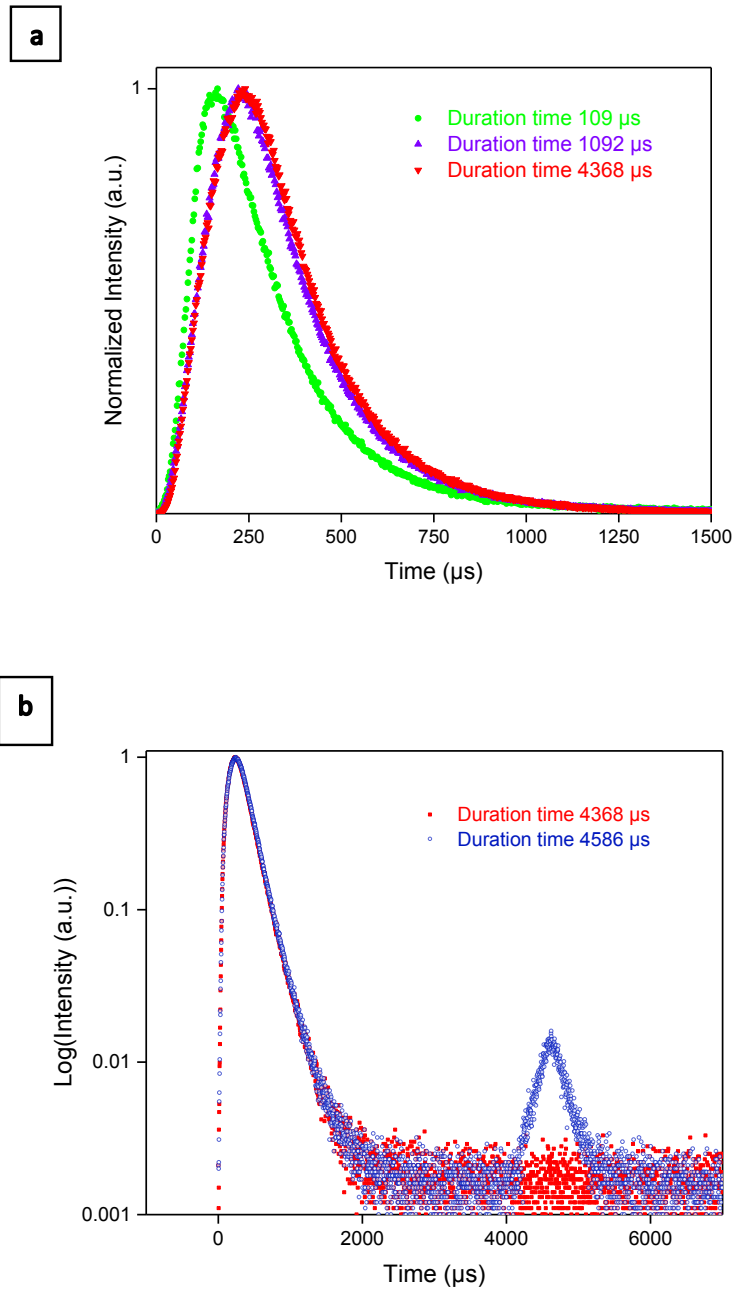 a
1
Normalized Intensity (a.u.)
Duration time 109 µs
Duration time 1092 µs
Duration time 4368 µs
0 250 500 750 1000 1250 1500
Time (µs)
b
Log(Intensity (a.u.))
1
0.1
0.01
0.001
Duration time 4368 µs
Duration time 4586 µs
0 2000 4000 6000
Time (µs)